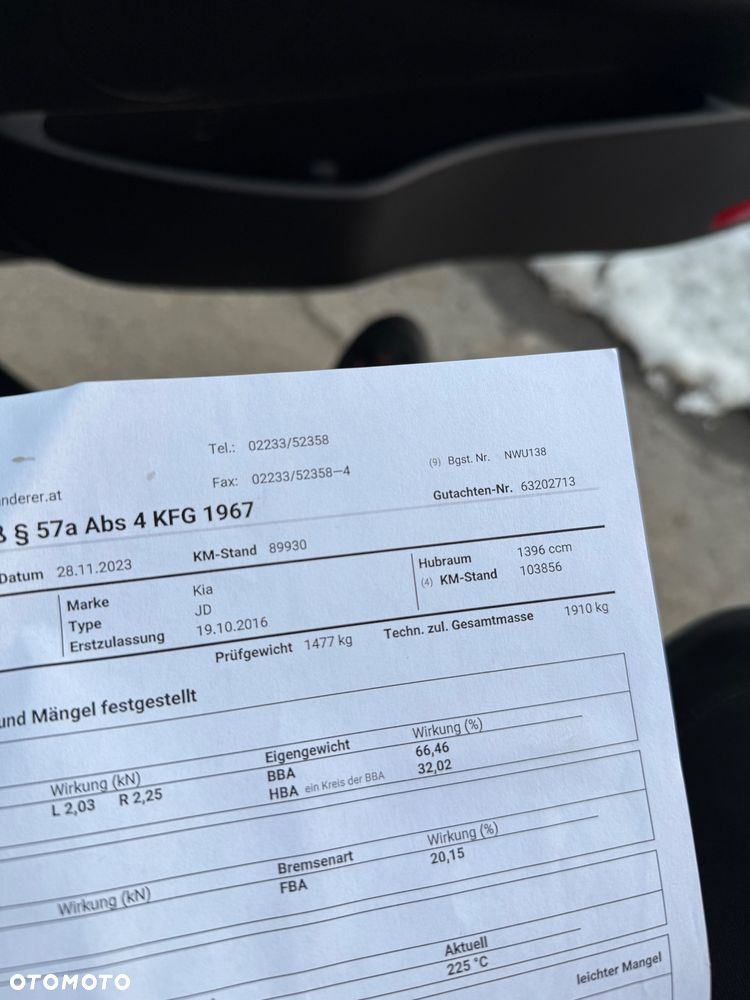 Tel.: 02233/52358
Fax: 02233/52358-4
(9) Bgst. Nr. NWU138
nderer.at
Gutachten-Nr. 63202713
§ 57a Abs 4 KFG 1967
Datum 28.11.2023 KM-Stand 89930
Marke Kia
Type JD
Erstzulassung 19.10.2016
Hubraum 1396 ccm
(4) KM-Stand 103856
Prüfgewicht 1477 kg Techn. zul. Gesamtmasse 1910 kg
und Mängel festgestellt
Wirkung (kN) Eigengewicht Wirkung (%)
L 2,03 R 2,25 BBA 66,46
HBA ein Kreis der BBA 32,02
Wirkung (kN) Bremsenart Wirkung (%)
FBA 20,15
Aktuell
225 °C
leichter Mangel
OTOMOTO